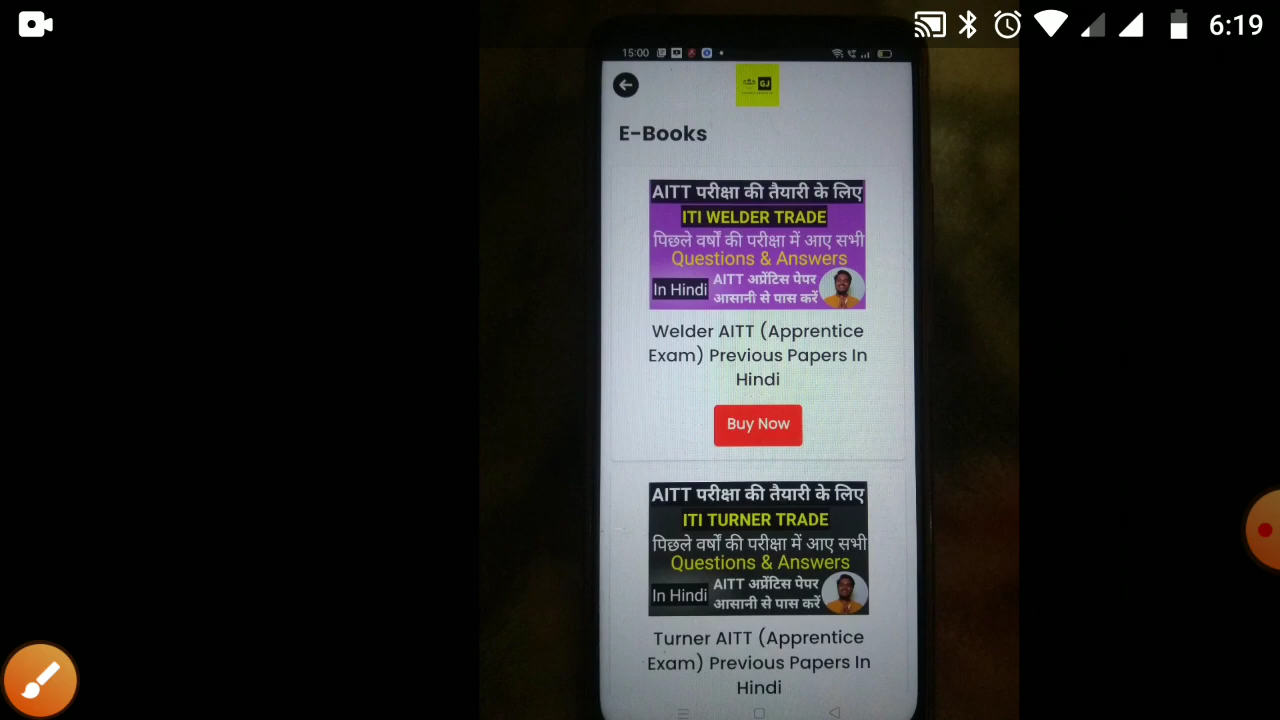 6:19
15:00
GJ
E-Books
AITT परीक्षा की तैयारी के लिए
ITI WELDER TRADE
पिछले वर्षों की परीक्षा में आए सभी
Questions & Answers
In Hindi
AITT अप्रेंटिस पेपर
आसानी से पास करें
Welder AITT (Apprentice
Exam) Previous Papers In
Hindi
Buy Now
AITT परीक्षा की तैयारी के लिए
ITI TURNER TRADE
पिछले वर्षों की परीक्षा में आए सभी
Questions & Answers
In Hindi
AITT अप्रेंटिस पेपर
आसानी से पास करें
Turner AITT (Apprentice
Exam) Previous Papers In
Hindi